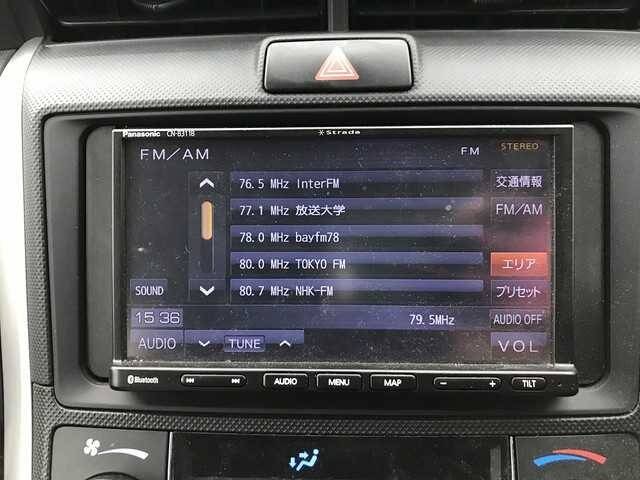 Panasonic CN-B311B Strada
FM/AM FM STEREO
76.5 MHz InterFM 交通情報
77.1 MHz 放送大学 FM/AM
78.0 MHz bayfm78
80.0 MHz TOKYO FM エリア
SOUND 80.7 MHz NHK-FM プリセット
15 36 79.5MHz AUDIO OFF
AUDIO TUNE VOL
Bluetooth AUDIO MENU MAP − + TILT